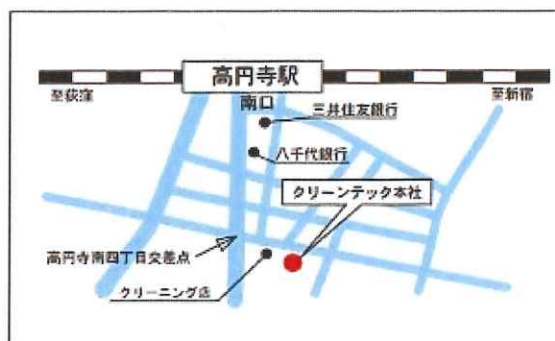 高円寺駅
至荻窪
南口
至新宿
三井住友銀行
八千代銀行
クリーンテック本社
高円寺南四丁目交差点
クリーニング店